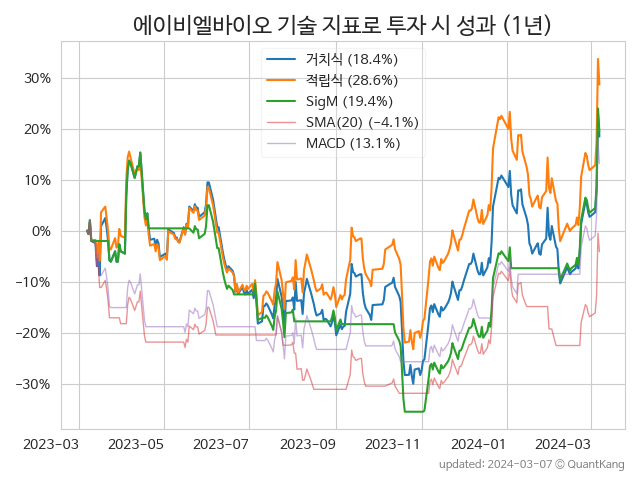 에이비엘바이오 기술 지표로 투자 시 성과 (1년)
거치식 (18.4%)
적립식 (28.6%)
SigM (19.4%)
SMA(20) (−4.1%)
MACD (13.1%)
30%
20%
10%
0%
−10%
−20%
−30%
2023-03 2023-05 2023-07 2023-09 2023-11 2024-01 2024-03
updated: 2024-03-07 ⓒ QuantKang